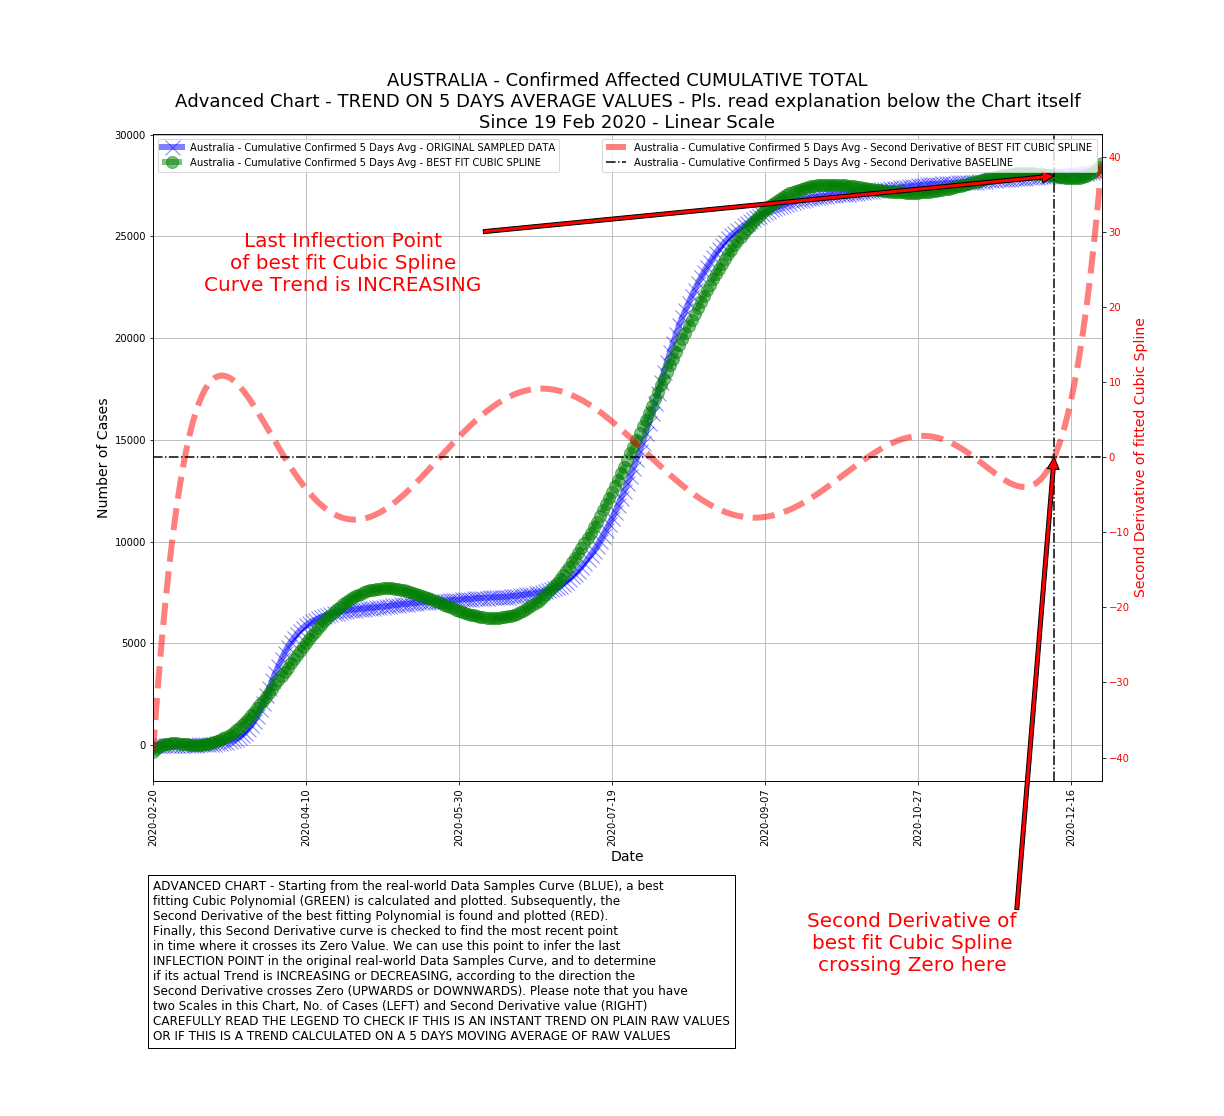 AUSTRALIA - Confirmed Affected CUMULATIVE TOTAL
Advanced Chart - TREND ON 5 DAYS AVERAGE VALUES - Pls. read explanation below the Chart itself
Since 19 Feb 2020 - Linear Scale
Australia - Cumulative Confirmed 5 Days Avg - ORIGINAL SAMPLED DATA
Australia - Cumulative Confirmed 5 Days Avg - BEST FIT CUBIC SPLINE
Australia - Cumulative Confirmed 5 Days Avg - Second Derivative of BEST FIT CUBIC SPLINE
Australia - Cumulative Confirmed 5 Days Avg - Second Derivative BASELINE
Last Inflection Point
of best fit Cubic Spline
Curve Trend is INCREASING
Number of Cases
30000
25000
20000
15000
10000
5000
0
40
30
20
10
0
−10
−20
−30
−40
Second Derivative of fitted Cubic Spline
2020-02-20
2020-04-10
2020-05-30
2020-07-19
2020-09-07
2020-10-27
2020-12-16
Date
ADVANCED CHART - Starting from the real-world Data Samples Curve (BLUE), a best
fitting Cubic Polynomial (GREEN) is calculated and plotted. Subsequently, the
Second Derivative of the best fitting Polynomial is found and plotted (RED).
Finally, this Second Derivative curve is checked to find the most recent point
in time where it crosses its Zero Value. We can use this point to infer the last
INFLECTION POINT in the original real-world Data Samples Curve, and to determine
if its actual Trend is INCREASING or DECREASING, according to the direction the
Second Derivative crosses Zero (UPWARDS or DOWNWARDS). Please note that you have
two Scales in this Chart, No. of Cases (LEFT) and Second Derivative value (RIGHT)
CAREFULLY READ THE LEGEND TO CHECK IF THIS IS AN INSTANT TREND ON PLAIN RAW VALUES
OR IF THIS IS A TREND CALCULATED ON A 5 DAYS MOVING AVERAGE OF RAW VALUES
Second Derivative of
best fit Cubic Spline
crossing Zero here